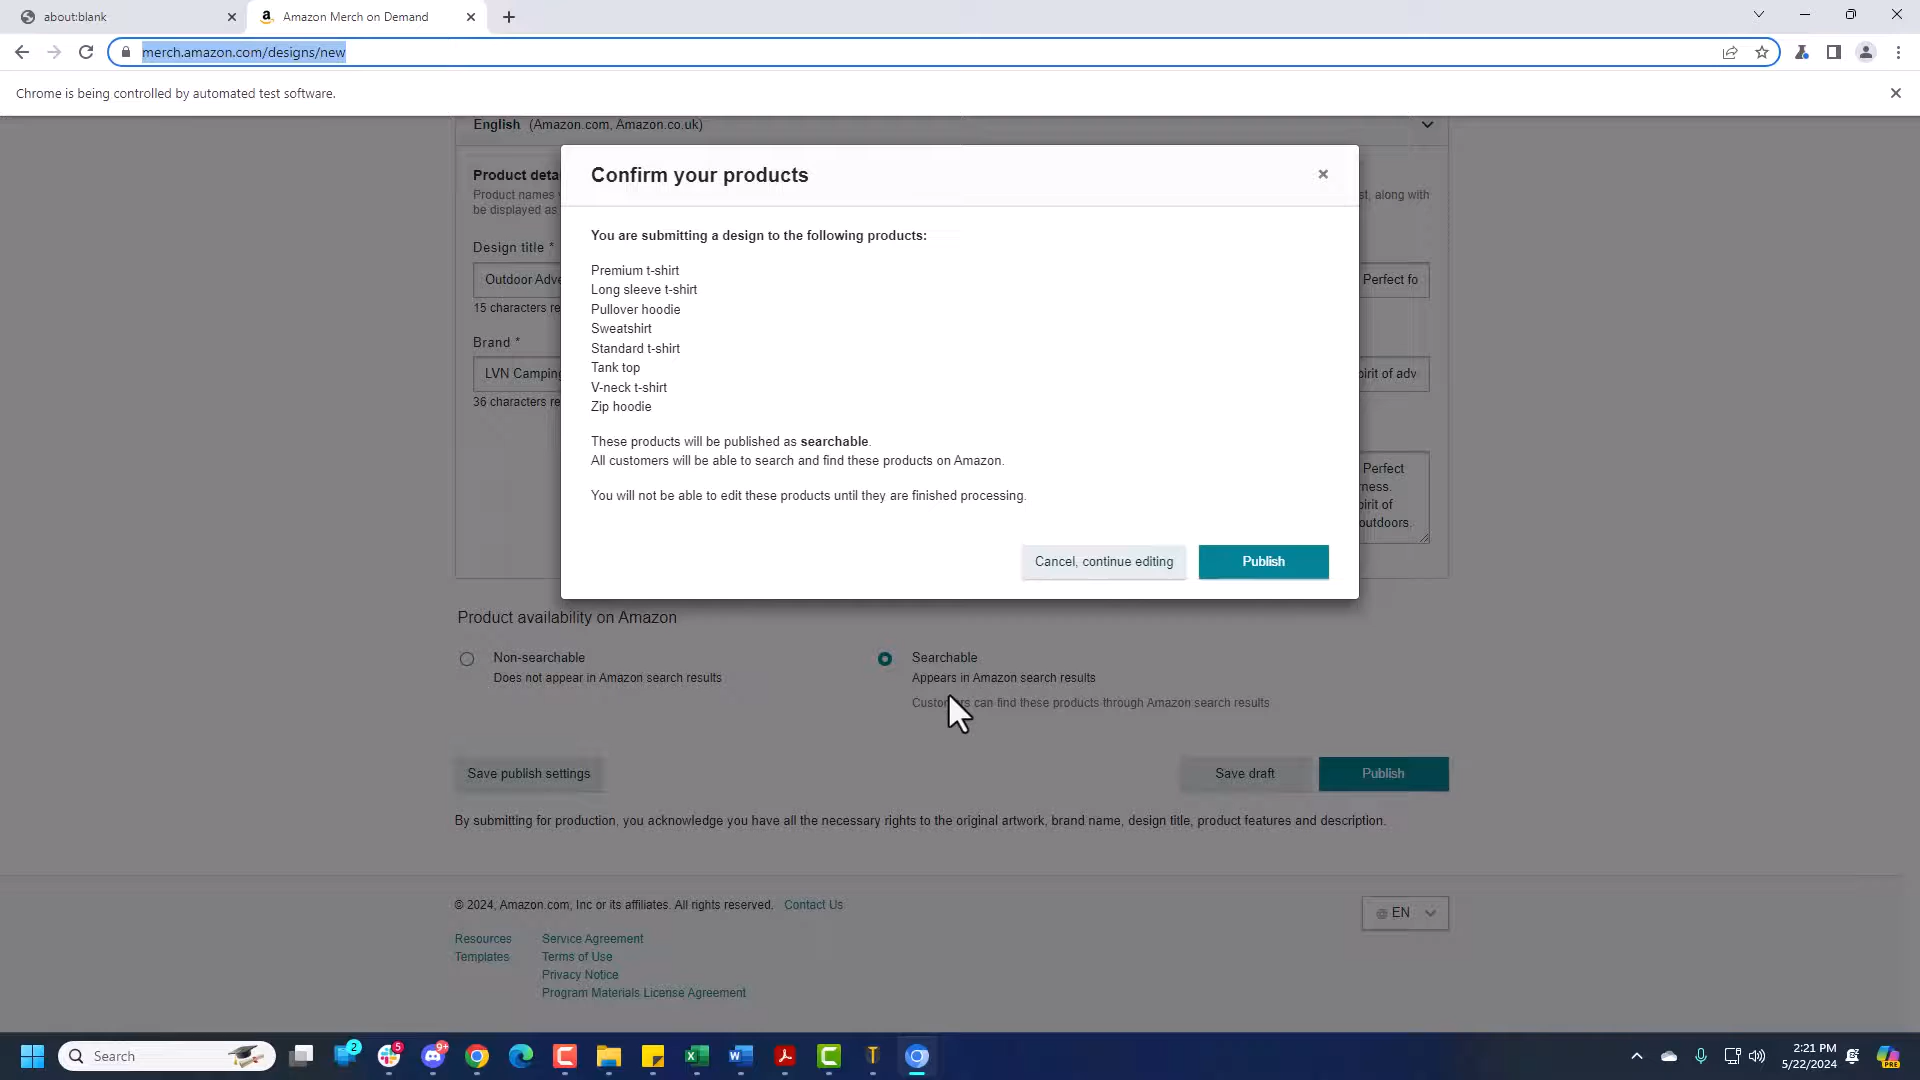 about:blank
Amazon Merch on Demand
merch.amazon.com/designs/new
Chrome is being controlled by automated test software.
English (Amazon.com, Amazon.co.uk)
Confirm your products
Product deta
Product names
st, along with
be displayed as
You are submitting a design to the following products:
Design title *
Premium t-shirt
Outdoor Adve
Perfect fo
Long sleeve t-shirt
15 characters re
Pullover hoodie
Sweatshirt
Brand *
Standard t-shirt
Tank top
LVN Camping
pirit of adv
V-neck t-shirt
36 characters re
Zip hoodie
These products will be published as searchable.
All customers will be able to search and find these products on Amazon.
Perfect
rness.
You will not be able to edit these products until they are finished processing.
pirit of
outdoors.
Cancel, continue editing
Publish
Product availability on Amazon
Non-searchable
Does not appear in Amazon search results
Searchable
Appears in Amazon search results
Customers can find these products through Amazon search results
Save publish settings
Save draft
Publish
By submitting for production, you acknowledge you have all the necessary rights to the original artwork, brand name, design title, product features and description.
© 2024, Amazon.com, Inc or its affiliates. All rights reserved. Contact Us
EN
Resources
Service Agreement
Templates
Terms of Use
Privacy Notice
Program Materials License Agreement
Search
2
5
9+
2:21 PM
5/22/2024
PRE